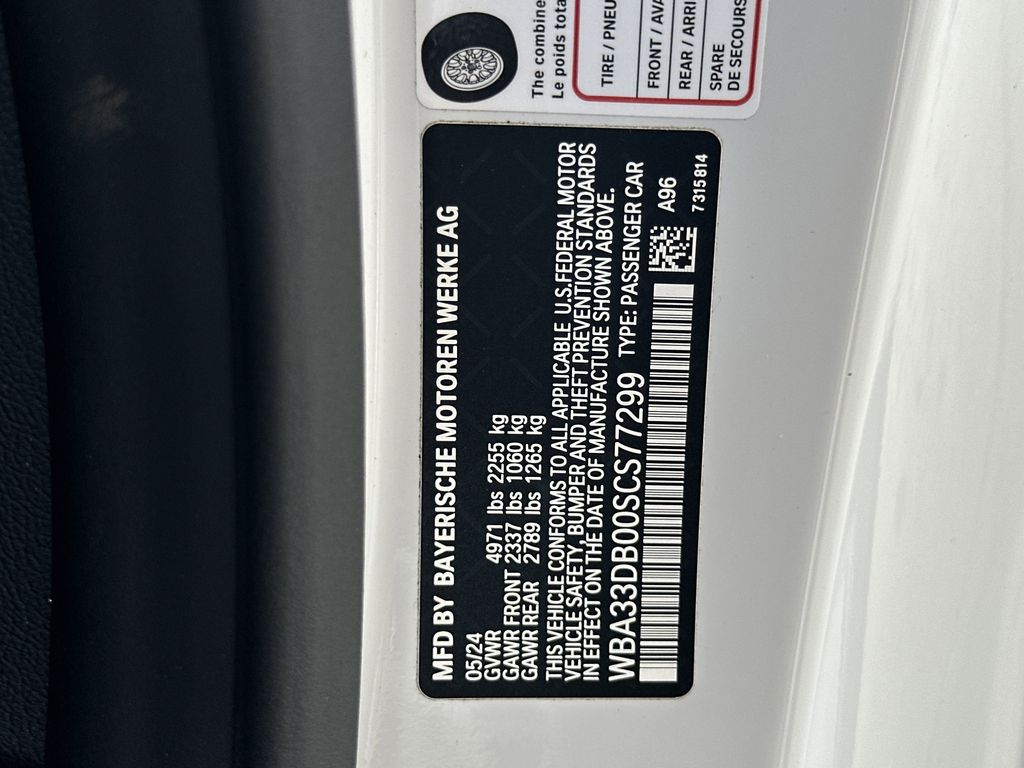 The combine
Le poids tota
TIRE / PNEU
FRONT / AVA
REAR / ARRI
SPARE
DE SECOURS
MFD BY BAYERISCHE MOTOREN WERKE AG
05/24
GVWR 4971 lbs 2255 kg
GAWR FRONT 2337 lbs 1060 kg
GAWR REAR 2789 lbs 1265 kg
THIS VEHICLE CONFORMS TO ALL APPLICABLE U.S.FEDERAL MOTOR
VEHICLE SAFETY, BUMPER AND THEFT PREVENTION STANDARDS
IN EFFECT ON THE DATE OF MANUFACTURE SHOWN ABOVE.
WBA33DB00SCS77299 TYPE: PASSENGER CAR
A96
7 315 814